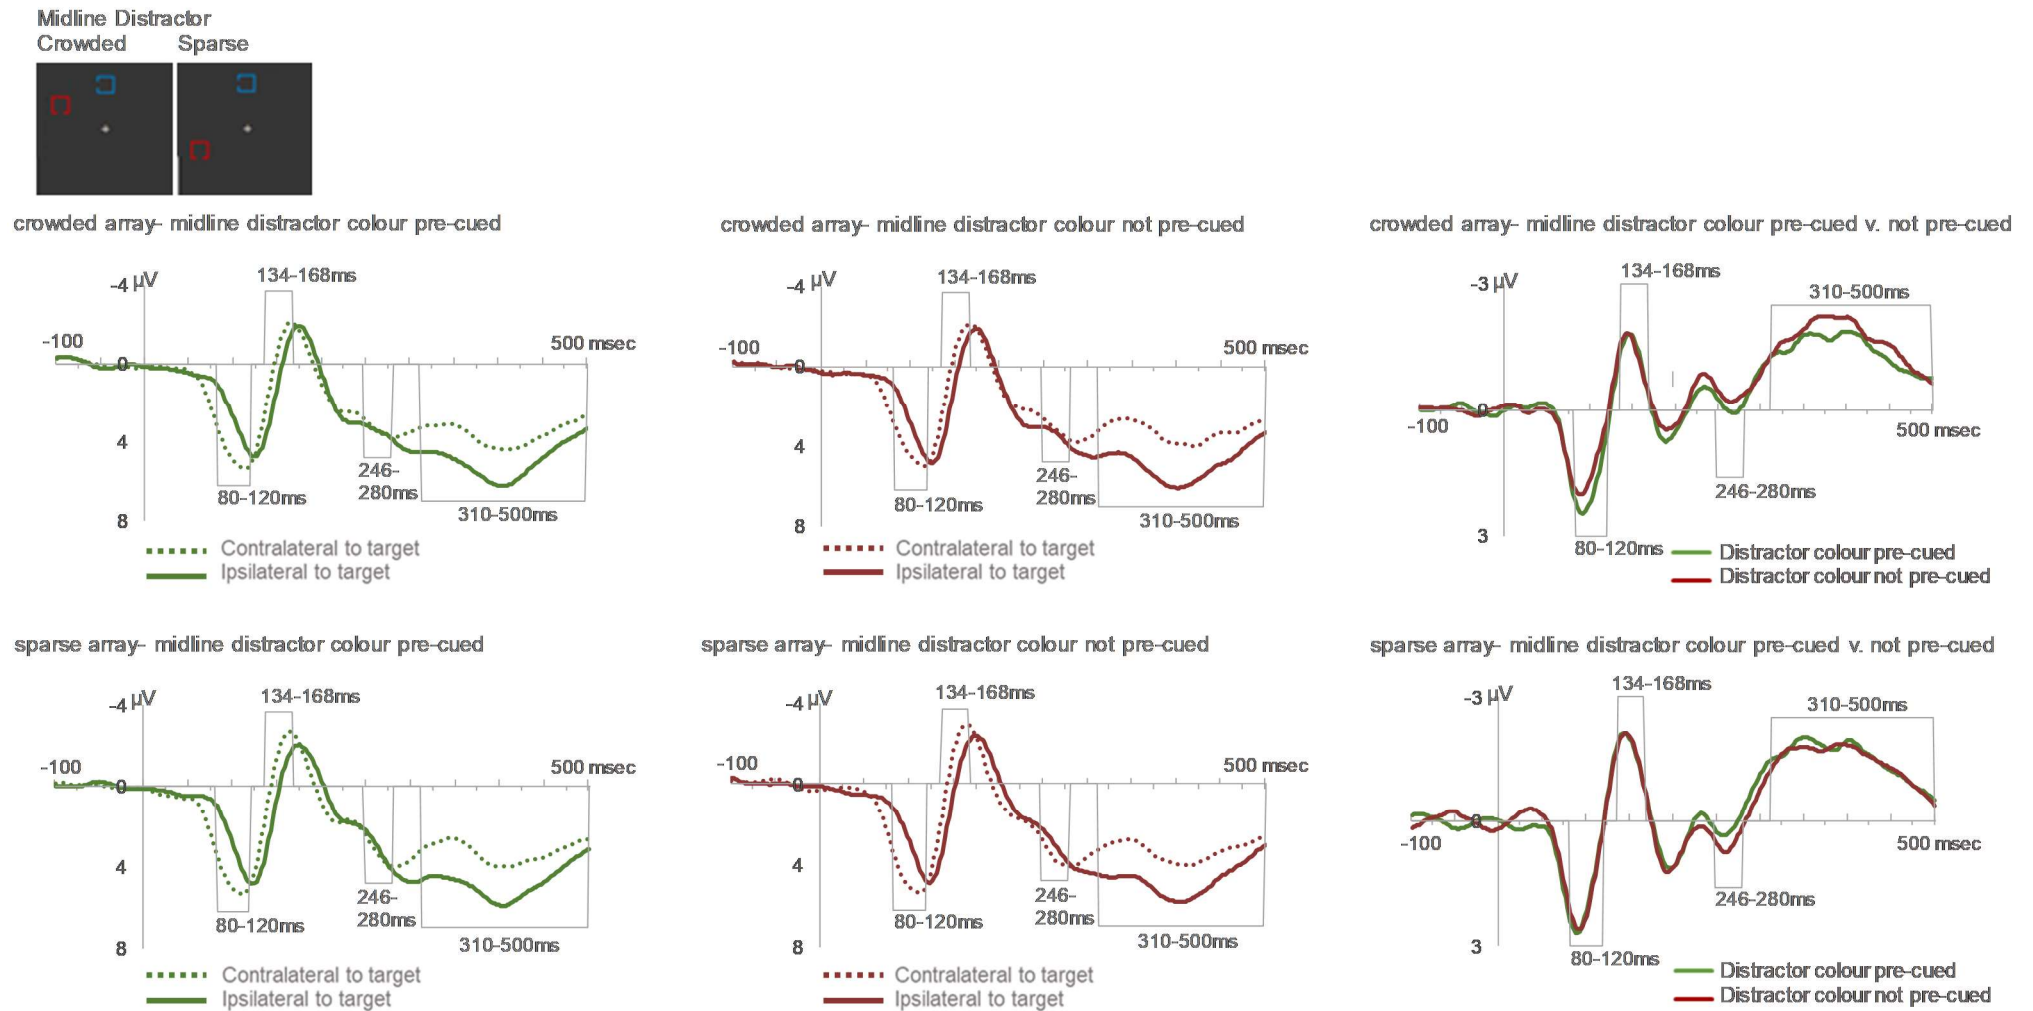 Midline Distractor
Crowded Sparse
crowded array- midline distractor colour pre-cued
-4 µV
134-168ms
-100
0
500 msec
4
246-
280ms
80-120ms
310-500ms
8
Contralateral to target
Ipsilateral to target
crowded array- midline distractor colour not pre-cued
-4 µV
134-168ms
-100
0
500 msec
4
246-
280ms
80-120ms
310-500ms
8
Contralateral to target
Ipsilateral to target
crowded array- midline distractor colour pre-cued v. not pre-cued
-3 µV
134-168ms
310-500ms
0
-100
500 msec
246-280ms
3
80-120ms
Distractor colour pre-cued
Distractor colour not pre-cued
sparse array- midline distractor colour pre-cued
-4 µV
134-168ms
-100
0
500 msec
4
246-
280ms
80-120ms
310-500ms
8
Contralateral to target
Ipsilateral to target
sparse array- midline distractor colour not pre-cued
-4 µV
134-168ms
-100
0
500 msec
4
246-
280ms
80-120ms
310-500ms
8
Contralateral to target
Ipsilateral to target
sparse array- midline distractor colour pre-cued v. not pre-cued
-3 µV
134-168ms
310-500ms
0
-100
500 msec
246-280ms
3
80-120ms
Distractor colour pre-cued
Distractor colour not pre-cued